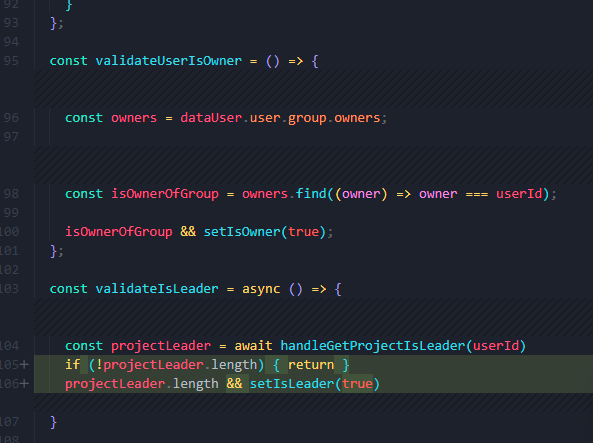 92 }
93 };
94
95 const validateUserIsOwner = () => {
96 const owners = dataUser.user.group.owners;
97
98 const isOwnerOfGroup = owners.find((owner) => owner === userId);
99
100 isOwnerOfGroup && setIsOwner(true);
101 };
102
103 const validateIsLeader = async () => {
104 const projectLeader = await handleGetProjectIsLeader(userId)
105+ if (!projectLeader.length) { return }
106+ projectLeader.length && setIsLeader(true)
107 }
108